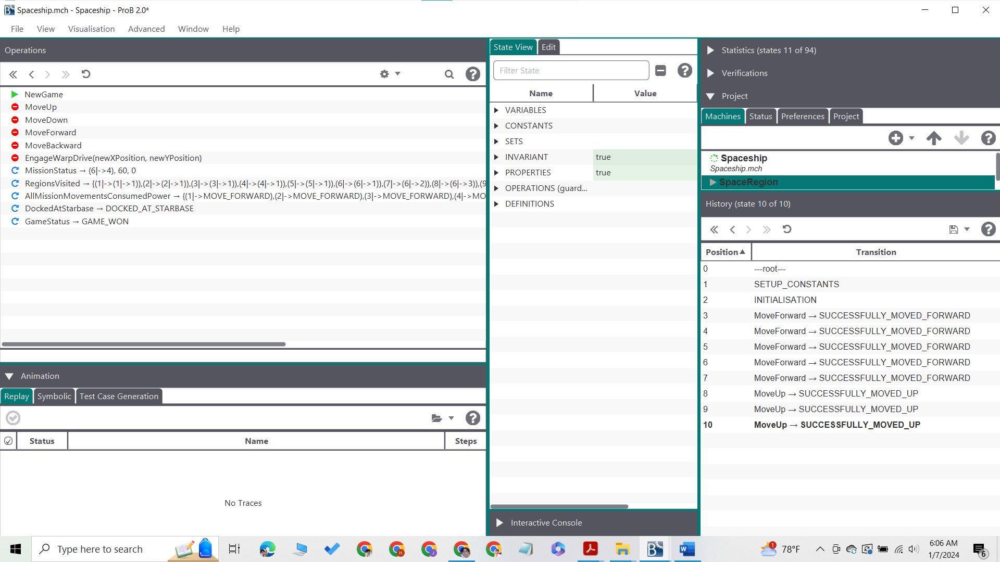 Spaceship.mch - Spaceship - ProB 2.0*
File View Visualisation Advanced Window Help
Operations
NewGame
MoveUp
MoveDown
MoveForward
MoveBackward
EngageWarpDrive(newXPosition, newYPosition)
MissionStatus → (6|->4), 60, 0
RegionsVisited → {(1|->(1|->1)),(2|->(2|->1)),(3|->(3|->1)),(4|->(4|->1)),(5|->(5|->1)),(6|->(6|->1)),(7|->(6|->2)),(8|->(6|->3)),(9
AllMissionMovementsConsumedPower → {(1|->MOVE_FORWARD),(2|->MOVE_FORWARD),(3|->MOVE_FORWARD),(4|->MO
DockedAtStarbase → DOCKED_AT_STARBASE
GameStatus → GAME_WON
Animation
Replay Symbolic Test Case Generation
Status Name Steps
No Traces
State View Edit
Filter State
Name Value
VARIABLES
CONSTANTS
SETS
INVARIANT true
PROPERTIES true
OPERATIONS (guard...
DEFINITIONS
Interactive Console
Statistics (states 11 of 94)
Verifications
Project
Machines Status Preferences Project
Spaceship
Spaceship.mch
SpaceRegion
History (state 10 of 10)
Position Transition
0 ---root---
1 SETUP_CONSTANTS
2 INITIALISATION
3 MoveForward → SUCCESSFULLY_MOVED_FORWARD
4 MoveForward → SUCCESSFULLY_MOVED_FORWARD
5 MoveForward → SUCCESSFULLY_MOVED_FORWARD
6 MoveForward → SUCCESSFULLY_MOVED_FORWARD
7 MoveForward → SUCCESSFULLY_MOVED_FORWARD
8 MoveUp → SUCCESSFULLY_MOVED_UP
9 MoveUp → SUCCESSFULLY_MOVED_UP
10 MoveUp → SUCCESSFULLY_MOVED_UP
Type here to search
1 78°F
6:06 AM
1/7/2024
6